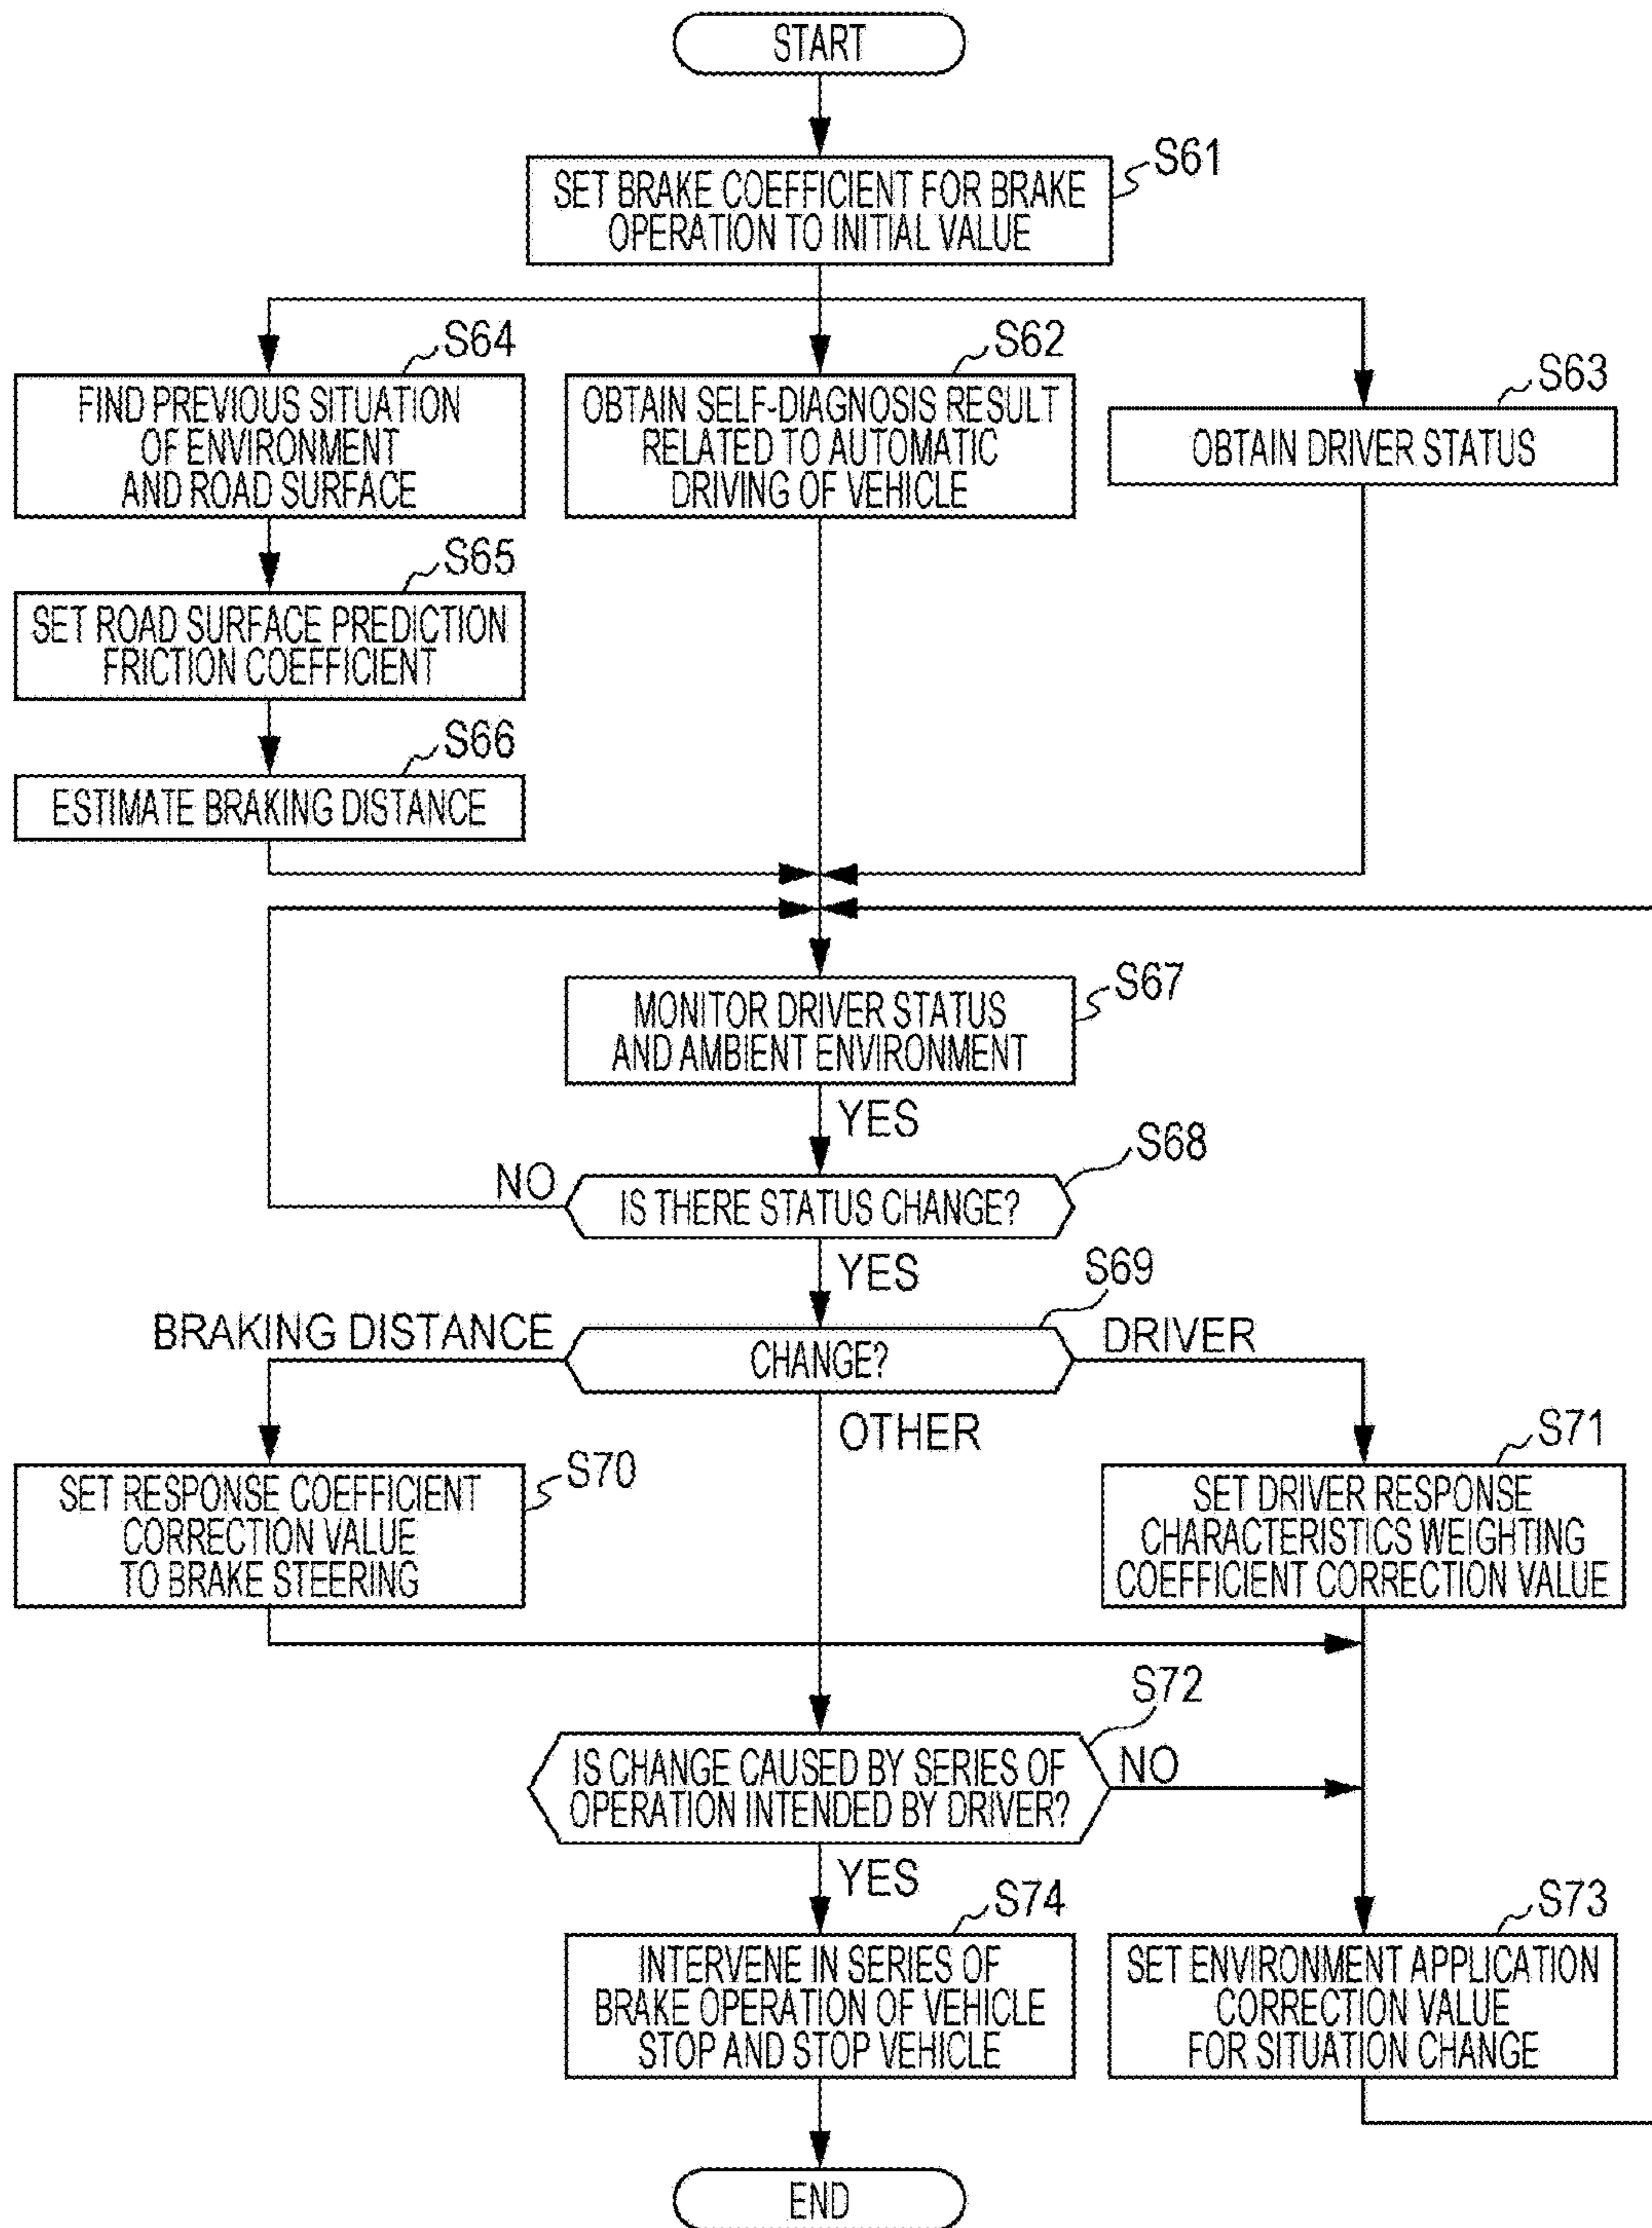 START
S61
SET BRAKE COEFFICIENT FOR BRAKE
OPERATION TO INITIAL VALUE
S64
FIND PREVIOUS SITUATION
OF ENVIRONMENT
AND ROAD SURFACE
S62
OBTAIN SELF-DIAGNOSIS RESULT
RELATED TO AUTOMATIC
DRIVING OF VEHICLE
S63
OBTAIN DRIVER STATUS
S65
SET ROAD SURFACE PREDICTION
FRICTION COEFFICIENT
S66
ESTIMATE BRAKING DISTANCE
S67
MONITOR DRIVER STATUS
AND AMBIENT ENVIRONMENT
YES
S68
NO
IS THERE STATUS CHANGE?
YES
S69
BRAKING DISTANCE
CHANGE?
DRIVER
OTHER
S70
SET RESPONSE COEFFICIENT
CORRECTION VALUE
TO BRAKE STEERING
S71
SET DRIVER RESPONSE
CHARACTERISTICS WEIGHTING
COEFFICIENT CORRECTION VALUE
S72
IS CHANGE CAUSED BY SERIES OF
OPERATION INTENDED BY DRIVER?
NO
YES
S74
INTERVENE IN SERIES OF
BRAKE OPERATION OF VEHICLE
STOP AND STOP VEHICLE
S73
SET ENVIRONMENT APPLICATION
CORRECTION VALUE
FOR SITUATION CHANGE
END